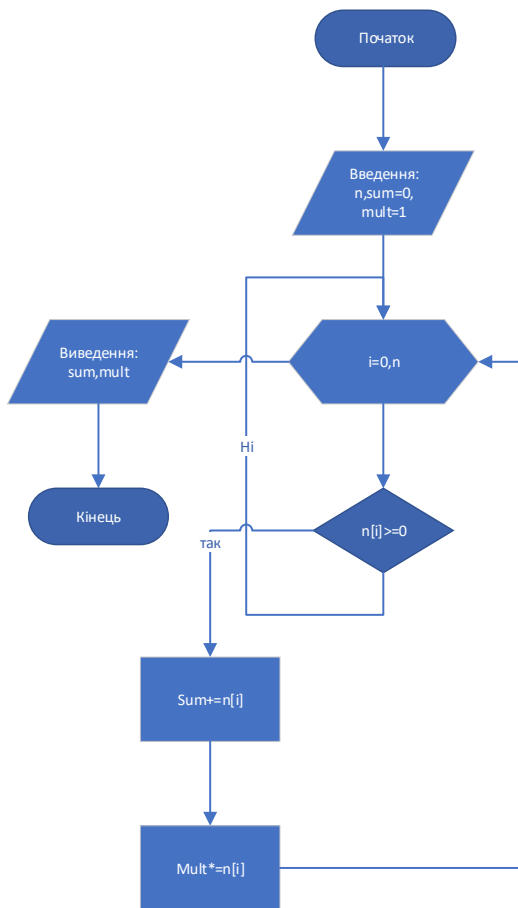 Початок
Введення:
n,sum=0,
mult=1
i=0,n
Виведення:
sum,mult
Ні
Кінець
n[i]>=0
так
Sum+=n[i]
Mult*=n[i]